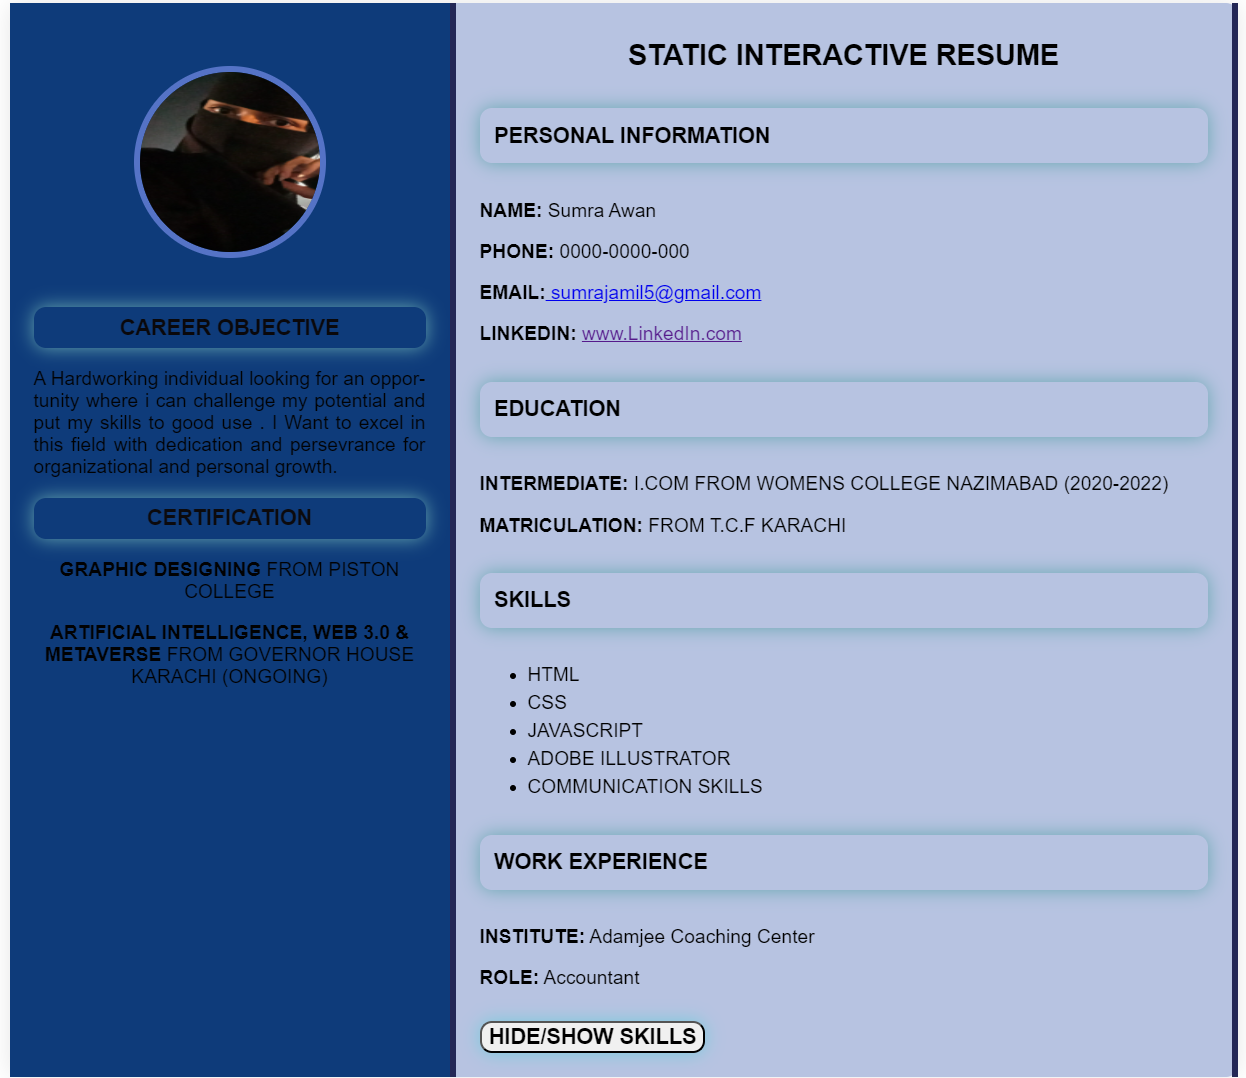 CAREER OBJECTIVE
A Hardworking individual looking for an oppor-
tunity where i can challenge my potential and
put my skills to good use . I Want to excel in
this field with dedication and persevrance for
organizational and personal growth.
CERTIFICATION
GRAPHIC DESIGNING FROM PISTON
COLLEGE
ARTIFICIAL INTELLIGENCE, WEB 3.0 &
METAVERSE FROM GOVERNOR HOUSE
KARACHI (ONGOING)
STATIC INTERACTIVE RESUME
PERSONAL INFORMATION
NAME: Sumra Awan
PHONE: 0000-0000-000
EMAIL: sumrajamil5@gmail.com
LINKEDIN: www.LinkedIn.com
EDUCATION
INTERMEDIATE: I.COM FROM WOMENS COLLEGE NAZIMABAD (2020-2022)
MATRICULATION: FROM T.C.F KARACHI
SKILLS
• HTML
• CSS
• JAVASCRIPT
• ADOBE ILLUSTRATOR
• COMMUNICATION SKILLS
WORK EXPERIENCE
INSTITUTE: Adamjee Coaching Center
ROLE: Accountant
HIDE/SHOW SKILLS